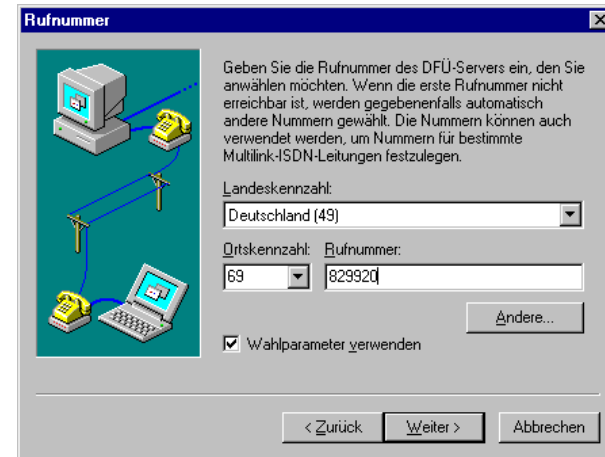 Rufnummer
Geben Sie die Rufnummer des DFÜ-Servers ein, den Sie
anwählen möchten. Wenn die erste Rufnummer nicht
erreichbar ist, werden gegebenenfalls automatisch
andere Nummern gewählt. Die Nummern können auch
verwendet werden, um Nummern für bestimmte
Multilink-ISDN-Leitungen festzulegen.
Landeskennzahl:
Deutschland (49)
Ortskennzahl: Rufnummer:
69 829920
Andere...
Wahlparameter verwenden
< Zurück Weiter > Abbrechen